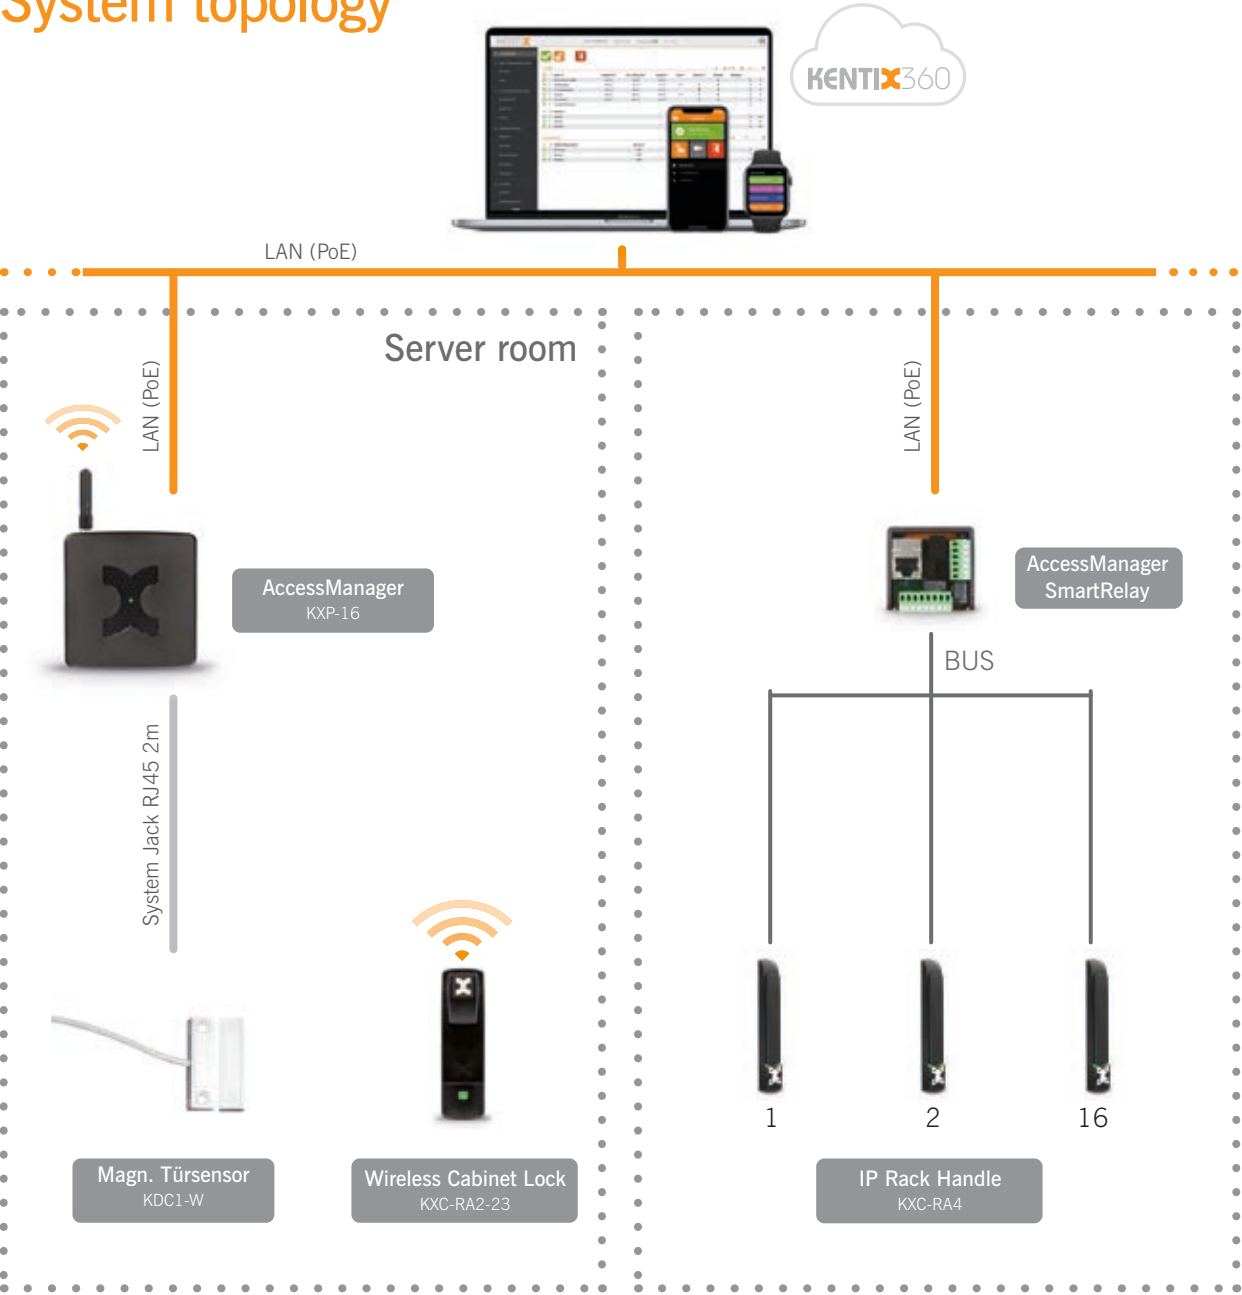 System topology
KENTIX360
LAN (PoE)
Server room
LAN (PoE)
LAN (PoE)
AccessManager
KXP-16
AccessManager
SmartRelay
BUS
System Jack RJ45 2m
1
2
16
Magn. Türsensor
KDC1-W
Wireless Cabinet Lock
KXC-RA2-23
IP Rack Handle
KXC-RA4